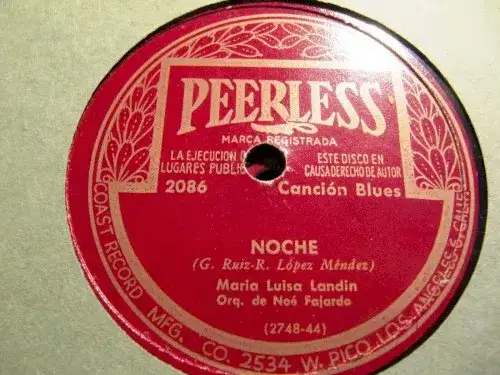 PEERLESS
MARCA REGISTRADA
LA EJECUCION
LUGARES PUBLI
ESTE DISCO EN
CAUSA DERECHO DE AUTOR
2086
Canción Blues
NOCHE
(G. Ruiz-R. López Méndez)
Maria Luisa Landin
Orq. de Noé Fajardo
(2748-44)
COAST RECORD MFG. CO. 2534 W. PICO, LOS ANGELES 6, CALIF.